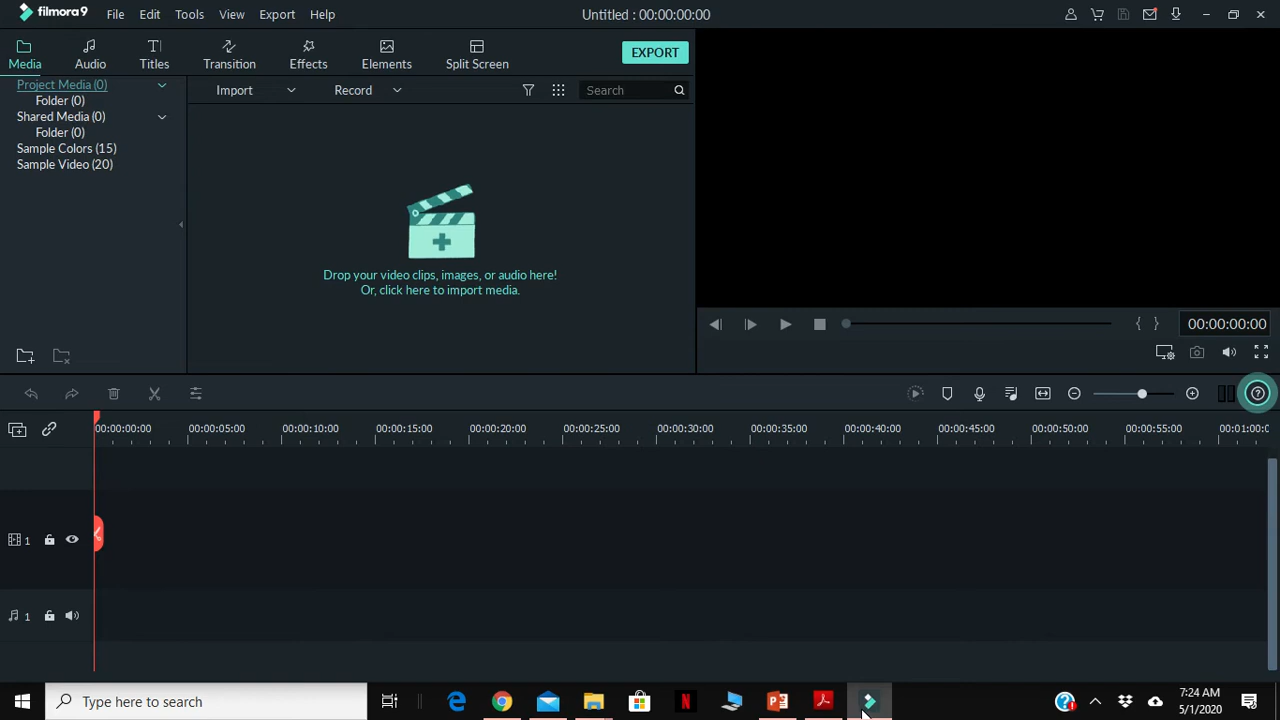 filmora9
File Edit Tools View Export Help
Untitled : 00:00:00:00
Media Audio Titles Transition Effects Elements Split Screen
EXPORT
Project Media (0)
Folder (0)
Shared Media (0)
Folder (0)
Sample Colors (15)
Sample Video (20)
Import Record Search
Drop your video clips, images, or audio here!
Or, click here to import media.
{ } 00:00:00:00
00:00:00:00 00:00:05:00 00:00:10:00 00:00:15:00 00:00:20:00 00:00:25:00 00:00:30:00 00:00:35:00 00:00:40:00 00:00:45:00 00:00:50:00 00:00:55:00 00:01:00:0
1
1
Type here to search
7:24 AM
5/1/2020